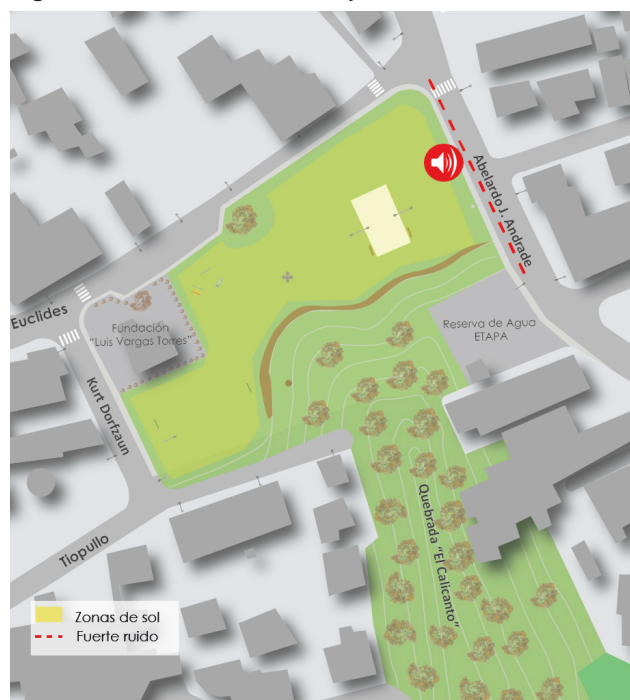 Abelardo J. Andrade
Euclides
Fundación
"Luis Vargas Torres"
Reserva de Agua
ETAPA
Kurt Dorfzaun
Tiopullo
Quebrada "El Calicanto"
Zonas de sol
Fuerte ruido